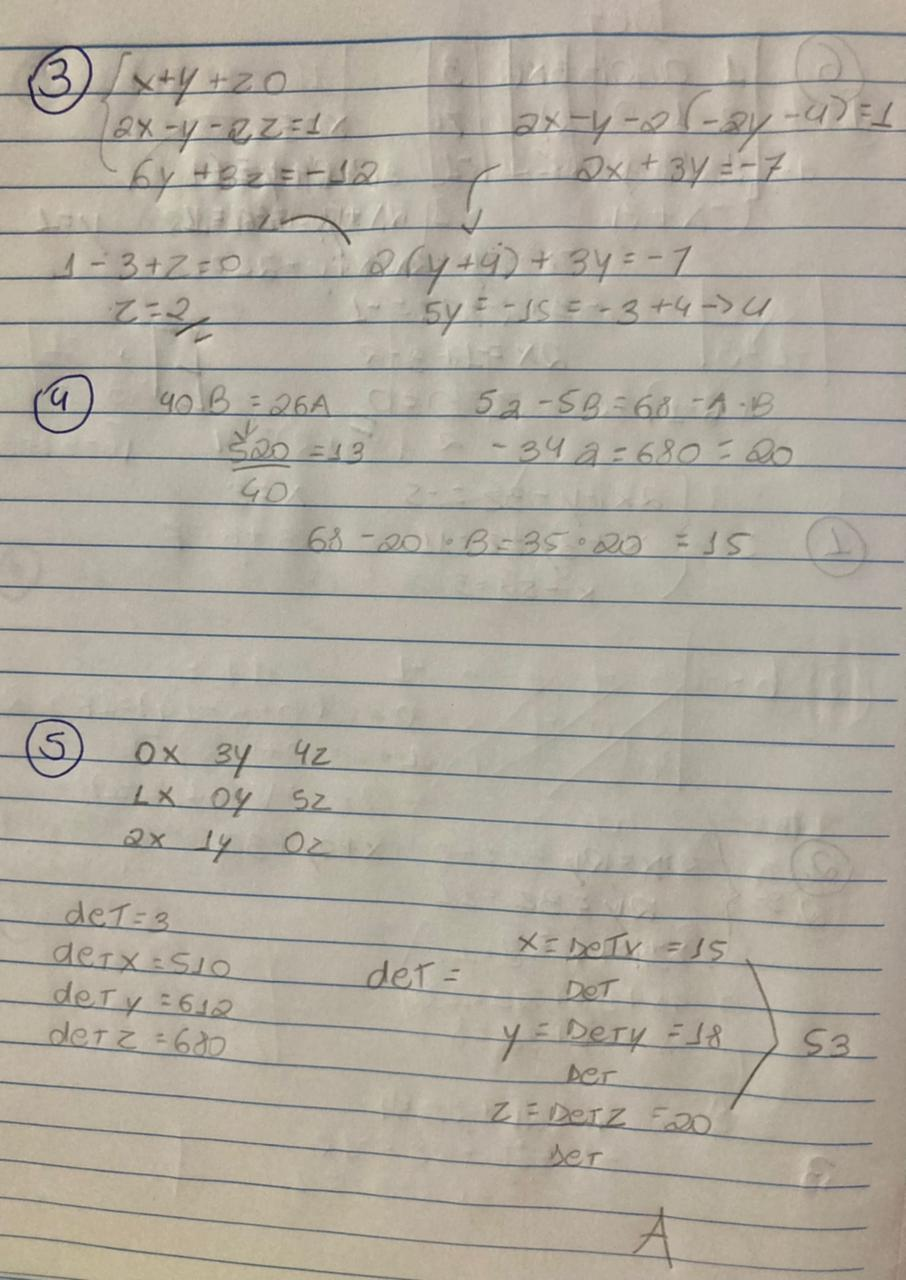 3 x+y+z0
2x-y-2z=1 2x-y-2(-2y-4)=1
6y+3z=-12 2x+3y=-7
1-3+z=0 2(y+4)+3y=-7
z=2 5y=-15=-3+4->4
4 40B=26A 5a-5B=68-A·B
520 =13 -34a=680=20
40
68-20·B=35·20 =15
5 0x 3y 4z
1x 0y 5z
2x 1y 0z
deT=3
deTx=510
deTy=612
deTz=680
deT=
x=DeTx=15
DeT
y=DeTy=18
DeT
z=DeTz=20
DeT
53
A